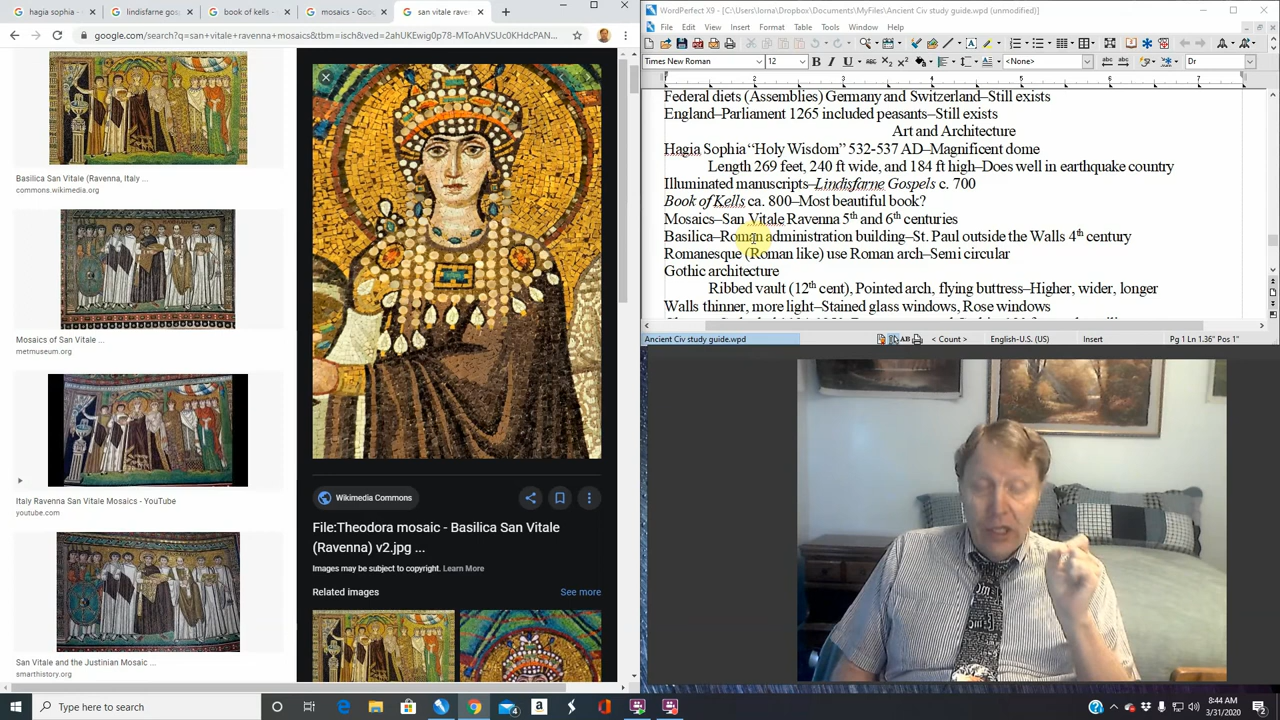 hagia sophia -
lindisfarne gos
book of kells -
mosaics - Goo
san vitale rave
google.com/search?q=san+vitale+ravenna+mosaics&tbm=isch&ved=2ahUKEwig0p78-MToAhVSUc0KHdcPAN...
Basilica San Vitale (Ravenna, Italy ...
commons.wikimedia.org
Mosaics of San Vitale ...
metmuseum.org
Italy Ravenna San Vitale Mosaics - YouTube
youtube.com
San Vitale and the Justinian Mosaic ...
smarthistory.org
Wikimedia Commons
File:Theodora mosaic - Basilica San Vitale
(Ravenna) v2.jpg ...
Images may be subject to copyright. Learn More
Related images
See more
WordPerfect X9 - [C:\Users\lorna\Dropbox\MyFiles\Ancient Civ study guide.wpd (unmodified)]
File Edit View Insert Format Table Tools Window Help
Times New Roman 12 <None> Dr
Federal diets (Assemblies) Germany and Switzerland–Still exists
England–Parliament 1265 included peasants–Still exists
Art and Architecture
Hagia Sophia “Holy Wisdom” 532-537 AD–Magnificent dome
Length 269 feet, 240 ft wide, and 184 ft high–Does well in earthquake country
Illuminated manuscripts–Lindisfarne Gospels c. 700
Book of Kells ca. 800–Most beautiful book?
Mosaics–San Vitale Ravenna 5th and 6th centuries
Basilica–Roman administration building–St. Paul outside the Walls 4th century
Romanesque (Roman like) use Roman arch–Semi circular
Gothic architecture
Ribbed vault (12th cent), Pointed arch, flying buttress–Higher, wider, longer
Walls thinner, more light–Stained glass windows, Rose windows
Ancient Civ study guide.wpd
< Count > English-U.S. (US) Insert Pg 1 Ln 1.36" Pos 1"
Type here to search
8:44 AM
3/31/2020